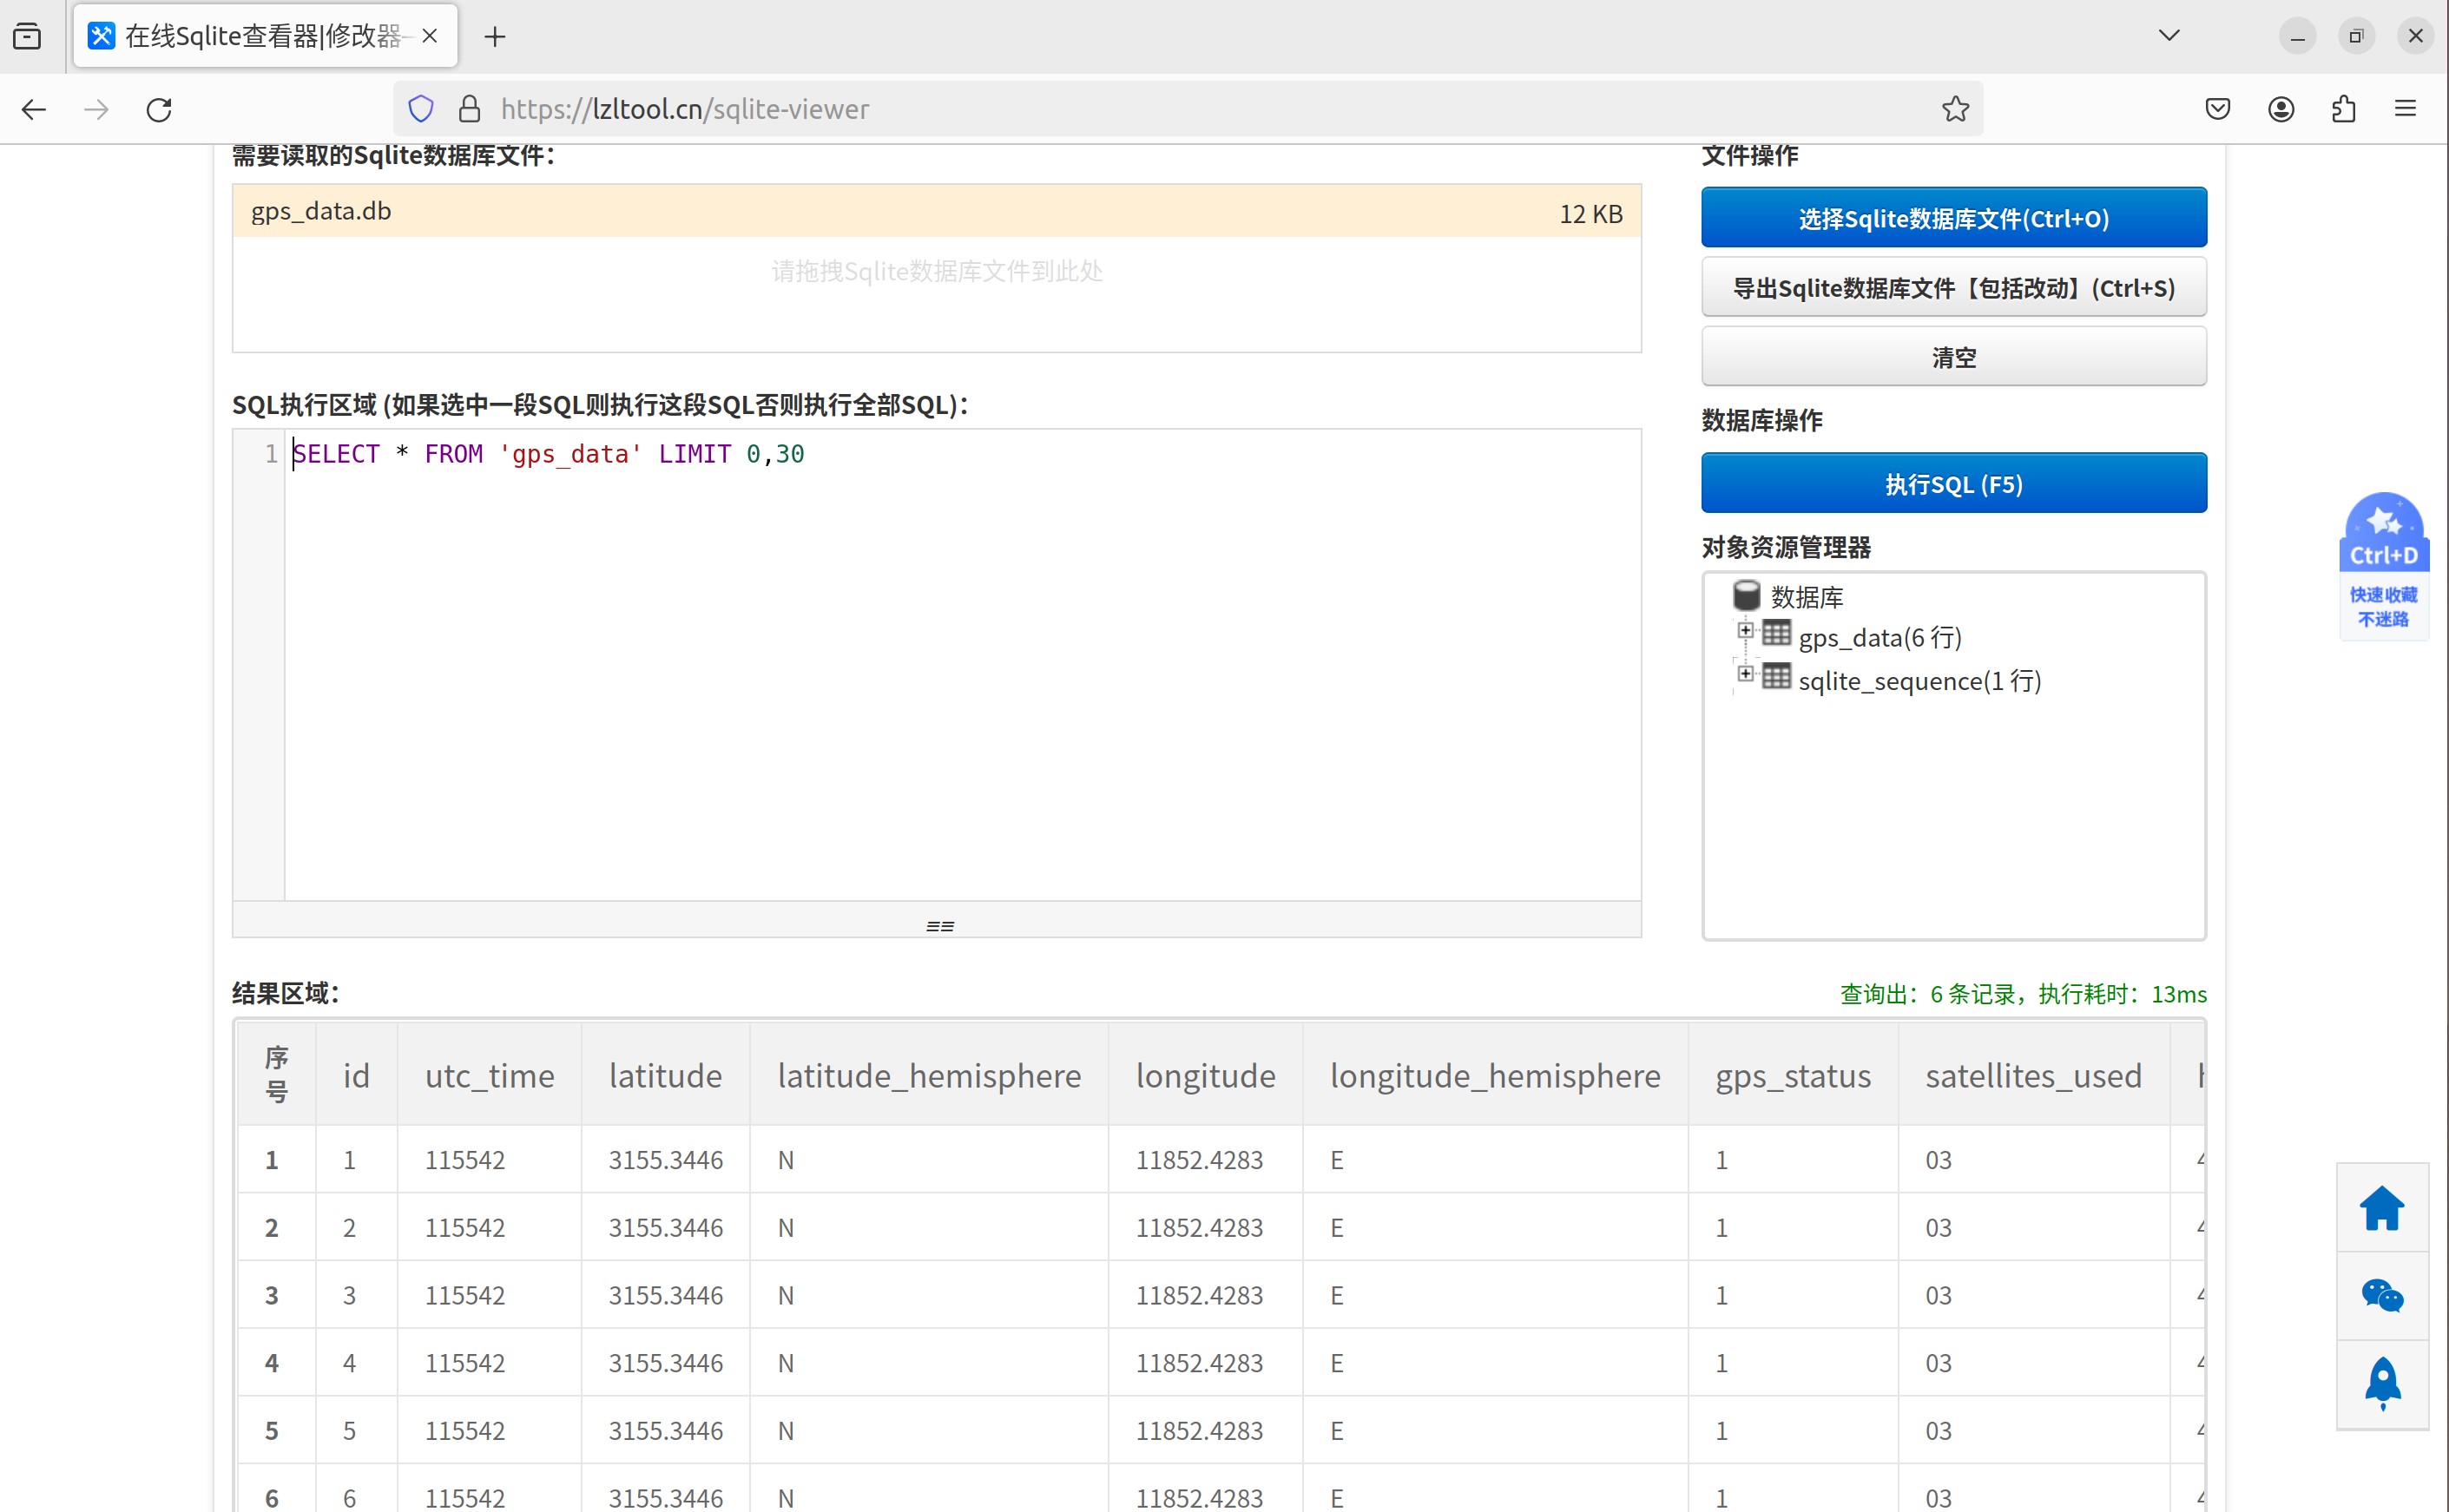 在线Sqlite查看器|修改器
https://lzltool.cn/sqlite-viewer
需要读取的Sqlite数据库文件：
gps_data.db 12 KB
请拖拽Sqlite数据库文件到此处
SQL执行区域 (如果选中一段SQL则执行这段SQL否则执行全部SQL)：
1 SELECT * FROM 'gps_data' LIMIT 0,30
文件操作
选择Sqlite数据库文件(Ctrl+O)
导出Sqlite数据库文件【包括改动】(Ctrl+S)
清空
数据库操作
执行SQL (F5)
对象资源管理器
数据库
gps_data(6 行)
sqlite_sequence(1 行)
Ctrl+D
快速收藏
不迷路
结果区域：
查询出：6 条记录，执行耗时：13ms
序号 id utc_time latitude latitude_hemisphere longitude longitude_hemisphere gps_status satellites_used
1 1 115542 3155.3446 N 11852.4283 E 1 03
2 2 115542 3155.3446 N 11852.4283 E 1 03
3 3 115542 3155.3446 N 11852.4283 E 1 03
4 4 115542 3155.3446 N 11852.4283 E 1 03
5 5 115542 3155.3446 N 11852.4283 E 1 03
6 6 115542 3155.3446 N 11852.4283 E 1 03